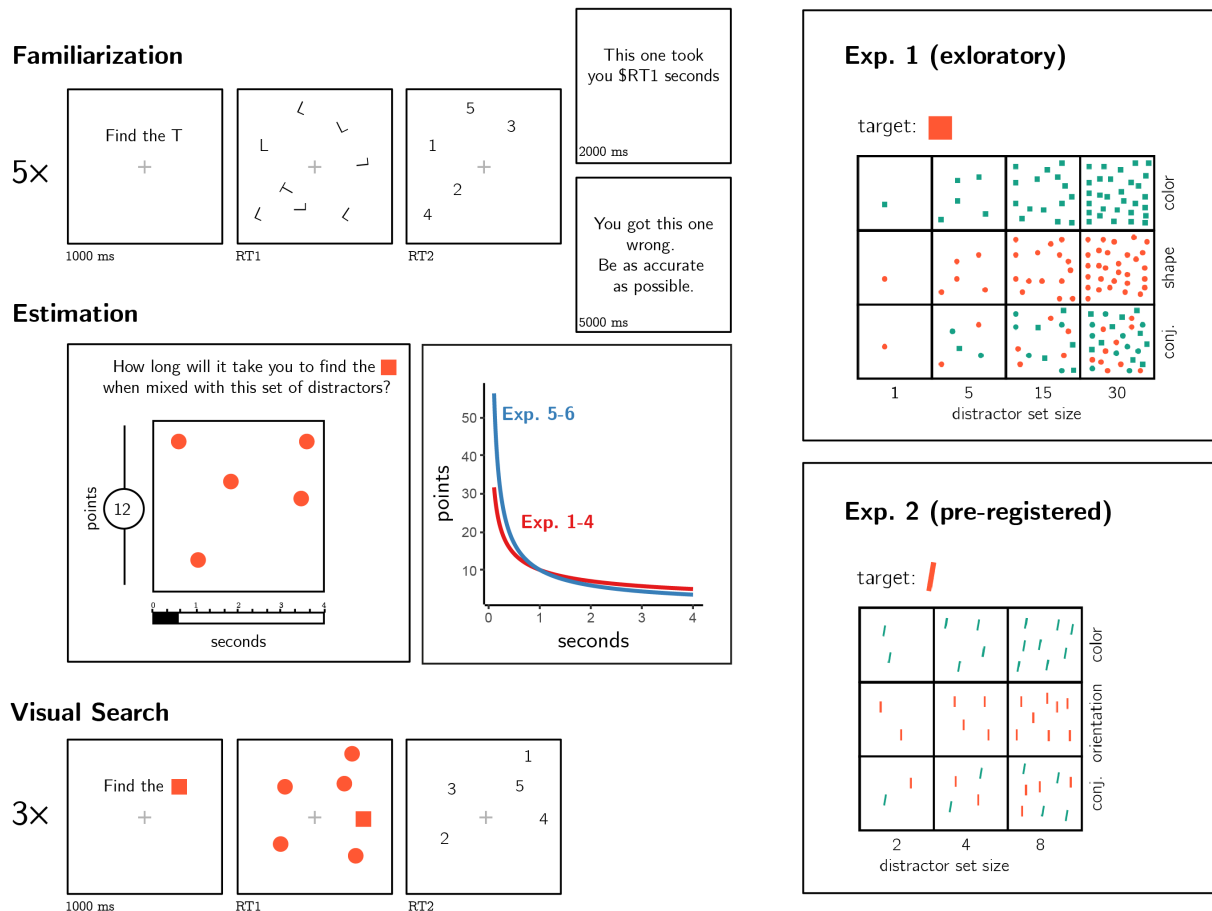 Familiarization
5×
Find the T
1000 ms
RT1
5
3
1
2
4
RT2
This one took
you $RT1 seconds
2000 ms
You got this one
wrong.
Be as accurate
as possible.
5000 ms
Estimation
How long will it take you to find the
when mixed with this set of distractors?
points
12
0 1 2 3 4
seconds
points
50
40
30
20
10
Exp. 5-6
Exp. 1-4
0 1 2 3 4
seconds
Visual Search
3×
Find the
1000 ms
RT1
1
3
5
4
2
RT2
Exp. 1 (exloratory)
target:
color
shape
conj.
1 5 15 30
distractor set size
Exp. 2 (pre-registered)
target:
color
orientation
conj.
2 4 8
distractor set size